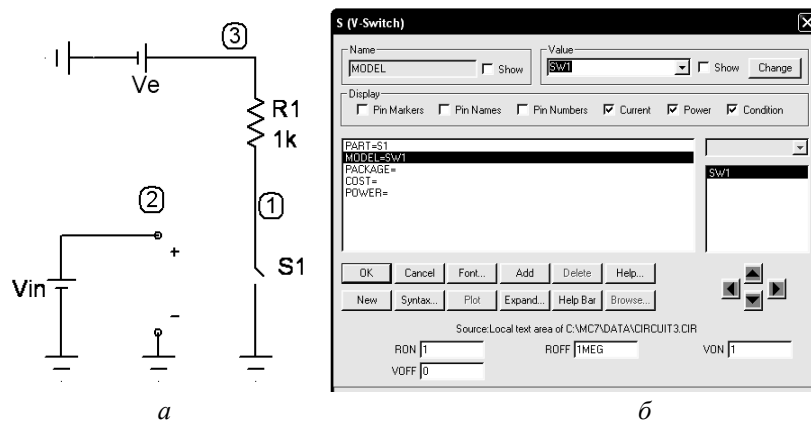 3
Ve
R1
1k
2
1
+
S1
Vin
-
а
S (V-Switch)
Name
MODEL
Show
Value
SW1
Show
Change
Display
Pin Markers
Pin Names
Pin Numbers
Current
Power
Condition
PART=S1
MODEL=SW1
PACKAGE=
COST=
POWER=
SW1
OK
Cancel
Font...
Add
Delete
Help...
New
Syntax...
Plot
Expand...
Help Bar
Browse...
Source:Local text area of C:\MC7\DATA\CIRCUIT3.CIR
RON 1
ROFF 1MEG
VON 1
VOFF 0
б